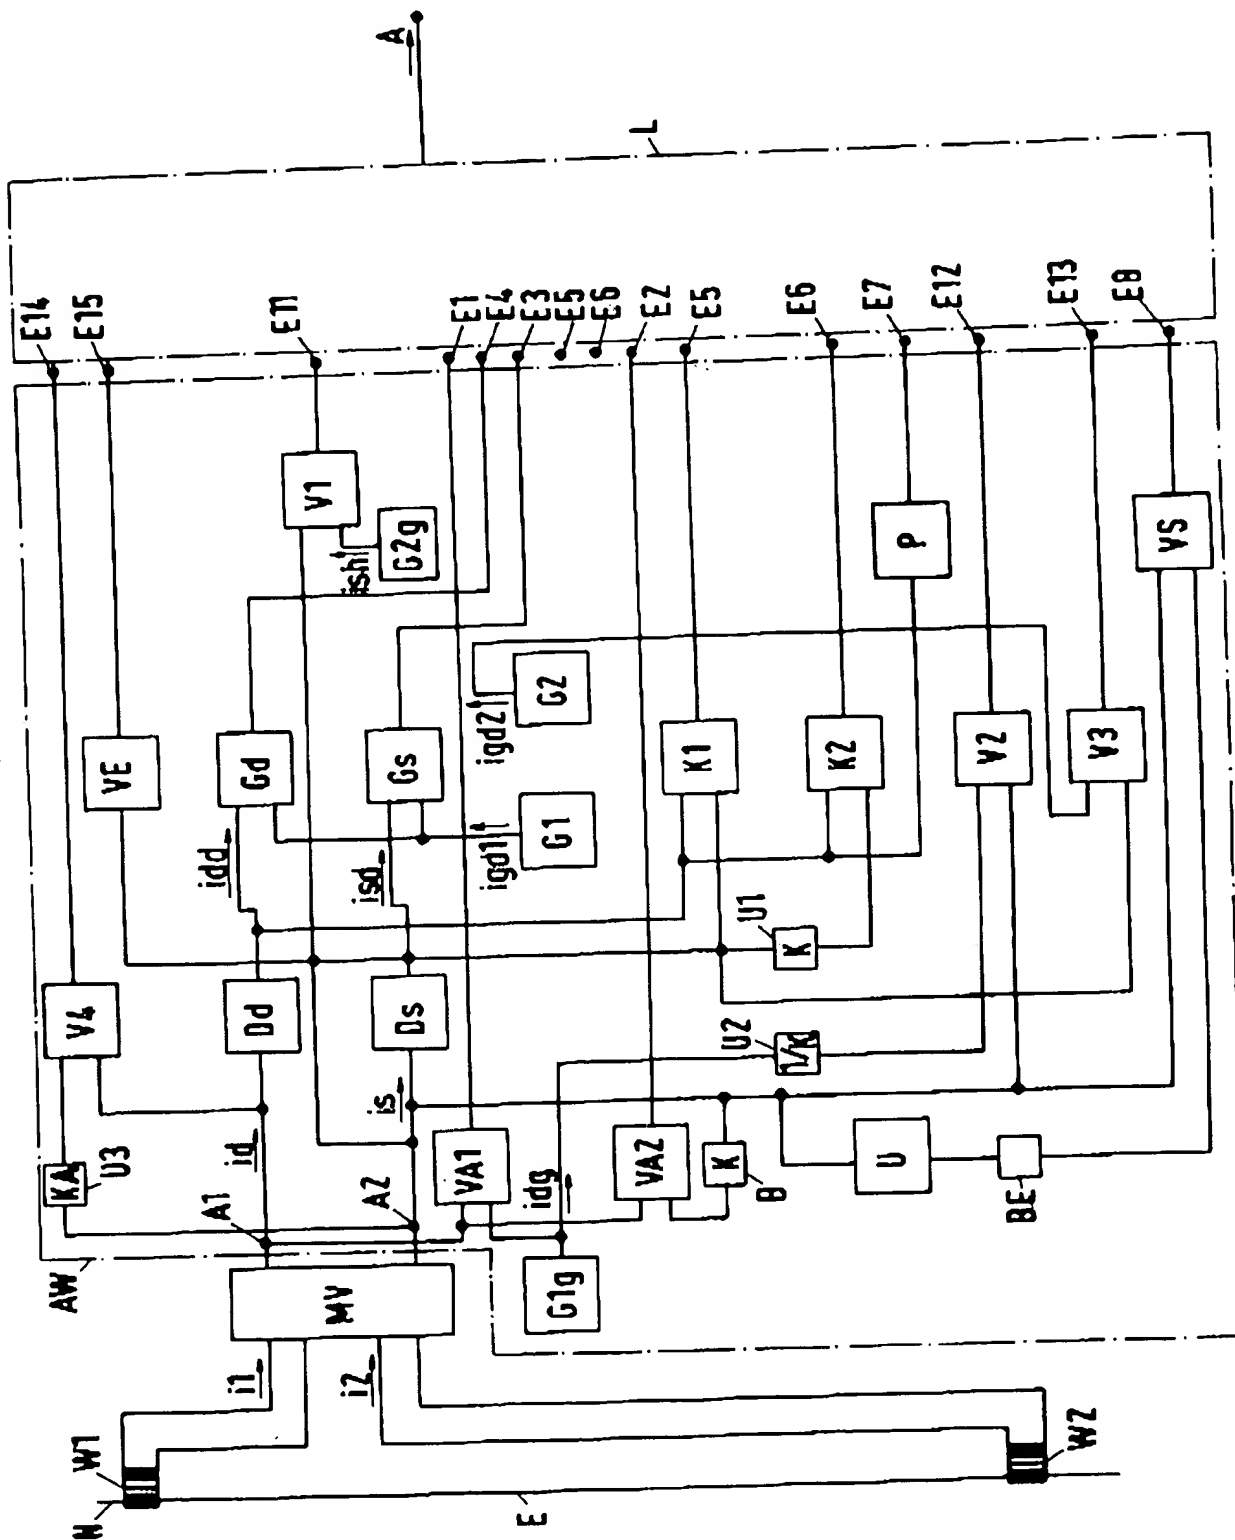 A
L
E14
E15
E11
E1
E4
E3
E5
E6
E2
E5
E6
E7
E12
E13
E8
V1
ish
G2g
P
VS
VE
Gd
Gs
igd2
G2
K1
K2
V2
V3
idd
isd
igd1
G1
U1
K
V4
Dd
Ds
U2
1/K
KA
U3
id
is
VA1
VA2
K
B
U
BE
A1
A2
idg
AW
MV
G1g
i1
i2
W1
W2
N
E